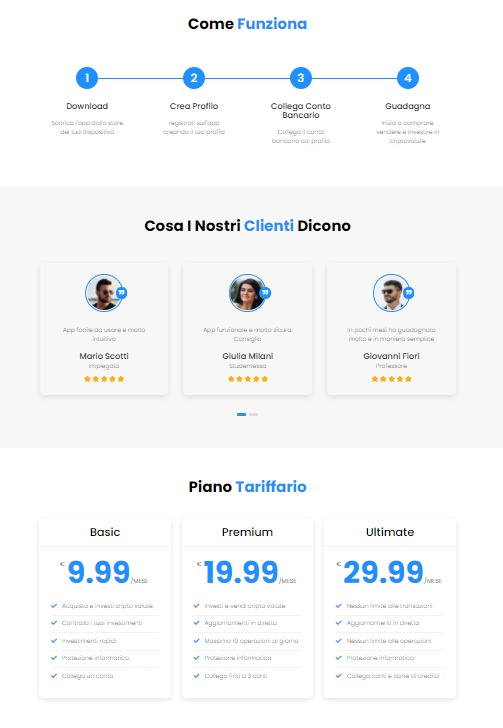 Come Funziona
1 2 3 4
Download
Scarica l'app dallo store
del tuo dispositivo
Crea Profilo
registrati sull'app
creando il tuo profilo
Collega Conto
Bancario
Collega il conto
bancario col profilo
Guadagna
Inizia a comprare,
vendere e investire in
criptovalute
Cosa I Nostri Clienti Dicono
App facile da usare e molto
intuitiva
Mario Scotti
Impiegato
App funzionare e molto sicura.
Consiglio
Giulia Milani
Studentessa
In pochi mesi ho guadagnato
molto e in maniera semplice
Giovanni Fiori
Professore
Piano Tariffario
Basic
€ 9.99 /MESE
Acquista e investi cripto valute
Controlla i tuoi investimenti
Investimenti rapidi
Protezione informatica
Collega un conto
Premium
€ 19.99 /MESE
Investi e vendi cripto valute
Aggiornamenti in diretta
Massimo 10 operazioni al giorno
Protezione informatica
Collega fino a 3 conti
Ultimate
€ 29.99 /MESE
Nessun limite alle transazioni
Aggiornamenti in diretta
Nessun limite alle operazioni
Protezione informatica
Collega conti e carte di credito